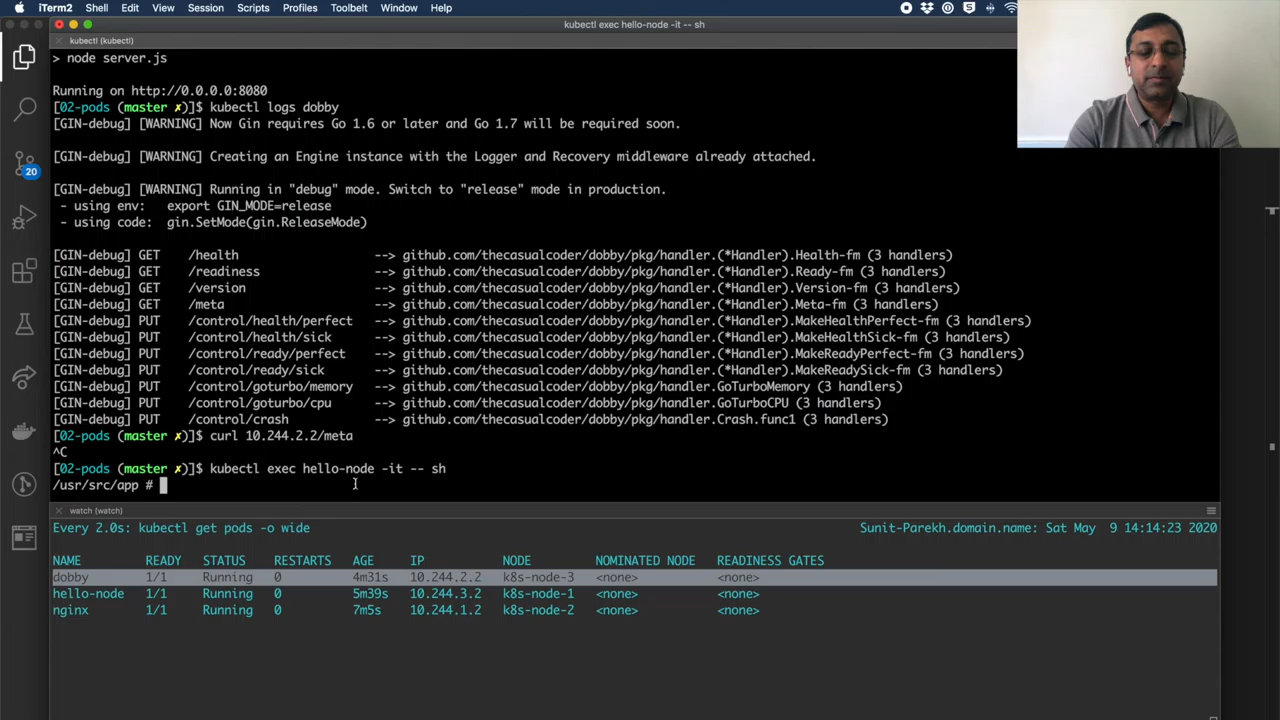 iTerm2 Shell Edit View Session Scripts Profiles Toolbelt Window Help
kubectl exec hello-node -it -- sh
kubectl (kubectl)
> node server.js
Running on http://0.0.0.0:8080
[02-pods (master ✗)]$ kubectl logs dobby
[GIN-debug] [WARNING] Now Gin requires Go 1.6 or later and Go 1.7 will be required soon.
[GIN-debug] [WARNING] Creating an Engine instance with the Logger and Recovery middleware already attached.
[GIN-debug] [WARNING] Running in "debug" mode. Switch to "release" mode in production.
- using env:   export GIN_MODE=release
- using code:  gin.SetMode(gin.ReleaseMode)
[GIN-debug] GET    /health                   --> github.com/thecasualcoder/dobby/pkg/handler.(*Handler).Health-fm (3 handlers)
[GIN-debug] GET    /readiness                --> github.com/thecasualcoder/dobby/pkg/handler.(*Handler).Ready-fm (3 handlers)
[GIN-debug] GET    /version                  --> github.com/thecasualcoder/dobby/pkg/handler.(*Handler).Version-fm (3 handlers)
[GIN-debug] GET    /meta                     --> github.com/thecasualcoder/dobby/pkg/handler.(*Handler).Meta-fm (3 handlers)
[GIN-debug] PUT    /control/health/perfect   --> github.com/thecasualcoder/dobby/pkg/handler.(*Handler).MakeHealthPerfect-fm (3 handlers)
[GIN-debug] PUT    /control/health/sick      --> github.com/thecasualcoder/dobby/pkg/handler.(*Handler).MakeHealthSick-fm (3 handlers)
[GIN-debug] PUT    /control/ready/perfect    --> github.com/thecasualcoder/dobby/pkg/handler.(*Handler).MakeReadyPerfect-fm (3 handlers)
[GIN-debug] PUT    /control/ready/sick       --> github.com/thecasualcoder/dobby/pkg/handler.(*Handler).MakeReadySick-fm (3 handlers)
[GIN-debug] PUT    /control/goturbo/memory   --> github.com/thecasualcoder/dobby/pkg/handler.GoTurboMemory (3 handlers)
[GIN-debug] PUT    /control/goturbo/cpu      --> github.com/thecasualcoder/dobby/pkg/handler.GoTurboCPU (3 handlers)
[GIN-debug] PUT    /control/crash            --> github.com/thecasualcoder/dobby/pkg/handler.Crash.func1 (3 handlers)
[02-pods (master ✗)]$ curl 10.244.2.2/meta
^C
[02-pods (master ✗)]$ kubectl exec hello-node -it -- sh
/usr/src/app #
20
watch (watch)
Every 2.0s: kubectl get pods -o wide Sunit-Parekh.domain.name: Sat May  9 14:14:23 2020
NAME READY STATUS RESTARTS AGE IP NODE NOMINATED NODE READINESS GATES
dobby 1/1 Running 0 4m31s 10.244.2.2 k8s-node-3 <none> <none>
hello-node 1/1 Running 0 5m39s 10.244.3.2 k8s-node-1 <none> <none>
nginx 1/1 Running 0 7m5s 10.244.1.2 k8s-node-2 <none> <none>